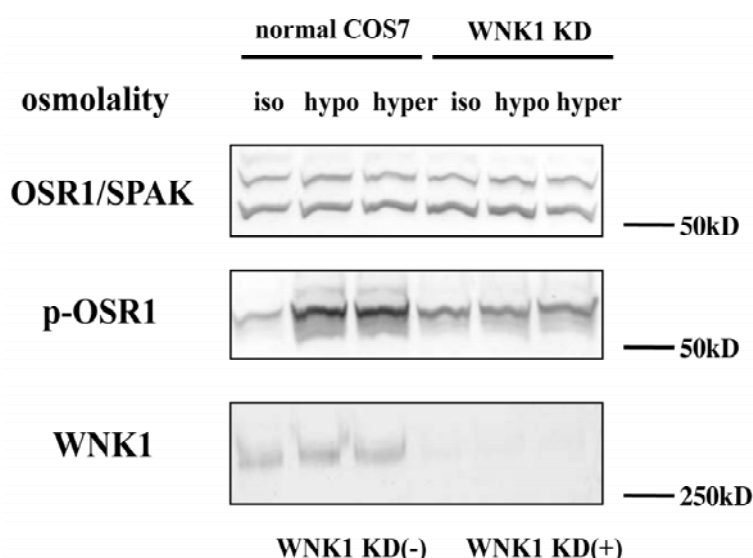 normal COS7 WNK1 KD
osmolality iso hypo hyper iso hypo hyper
OSR1/SPAK
50kD
p-OSR1
50kD
WNK1
250kD
WNK1 KD(-) WNK1 KD(+)